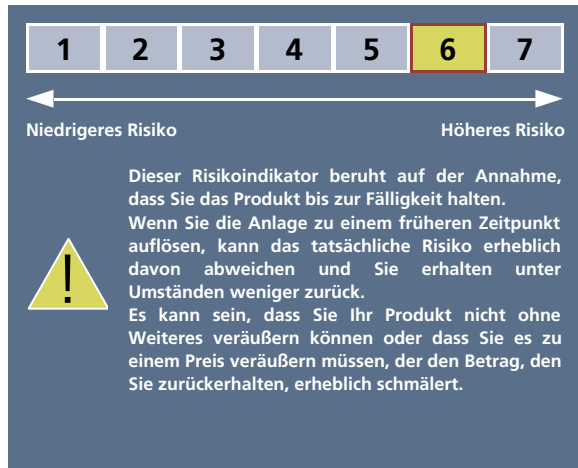 1 2 3 4 5 6 7
Niedrigeres Risiko Höheres Risiko
Dieser Risikoindikator beruht auf der Annahme,
dass Sie das Produkt bis zur Fälligkeit halten.
Wenn Sie die Anlage zu einem früheren Zeitpunkt
auflösen, kann das tatsächliche Risiko erheblich
davon abweichen und Sie erhalten unter
Umständen weniger zurück.
Es kann sein, dass Sie Ihr Produkt nicht ohne
Weiteres veräußern können oder dass Sie es zu
einem Preis veräußern müssen, der den Betrag, den
Sie zurückerhalten, erheblich schmälert.
!